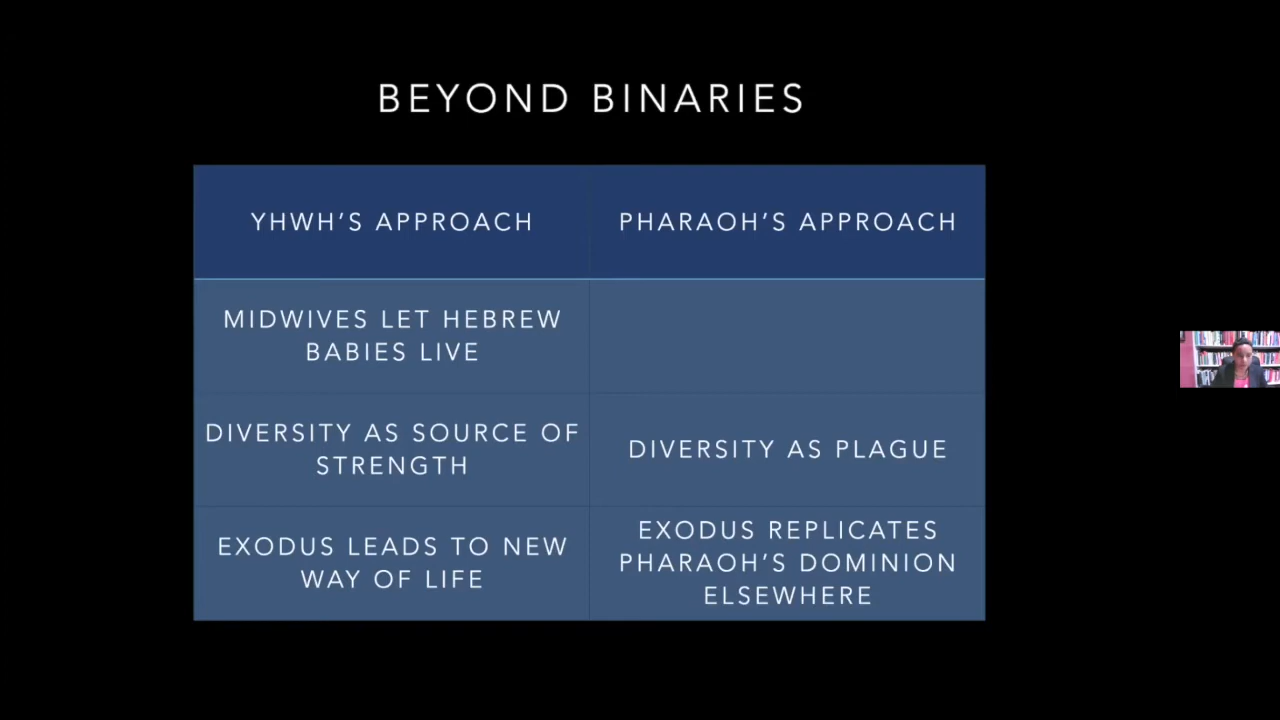 BEYOND BINARIES
YHWH'S APPROACH
PHARAOH'S APPROACH
MIDWIVES LET HEBREW
BABIES LIVE
DIVERSITY AS SOURCE OF
STRENGTH
DIVERSITY AS PLAGUE
EXODUS LEADS TO NEW
WAY OF LIFE
EXODUS REPLICATES
PHARAOH'S DOMINION
ELSEWHERE